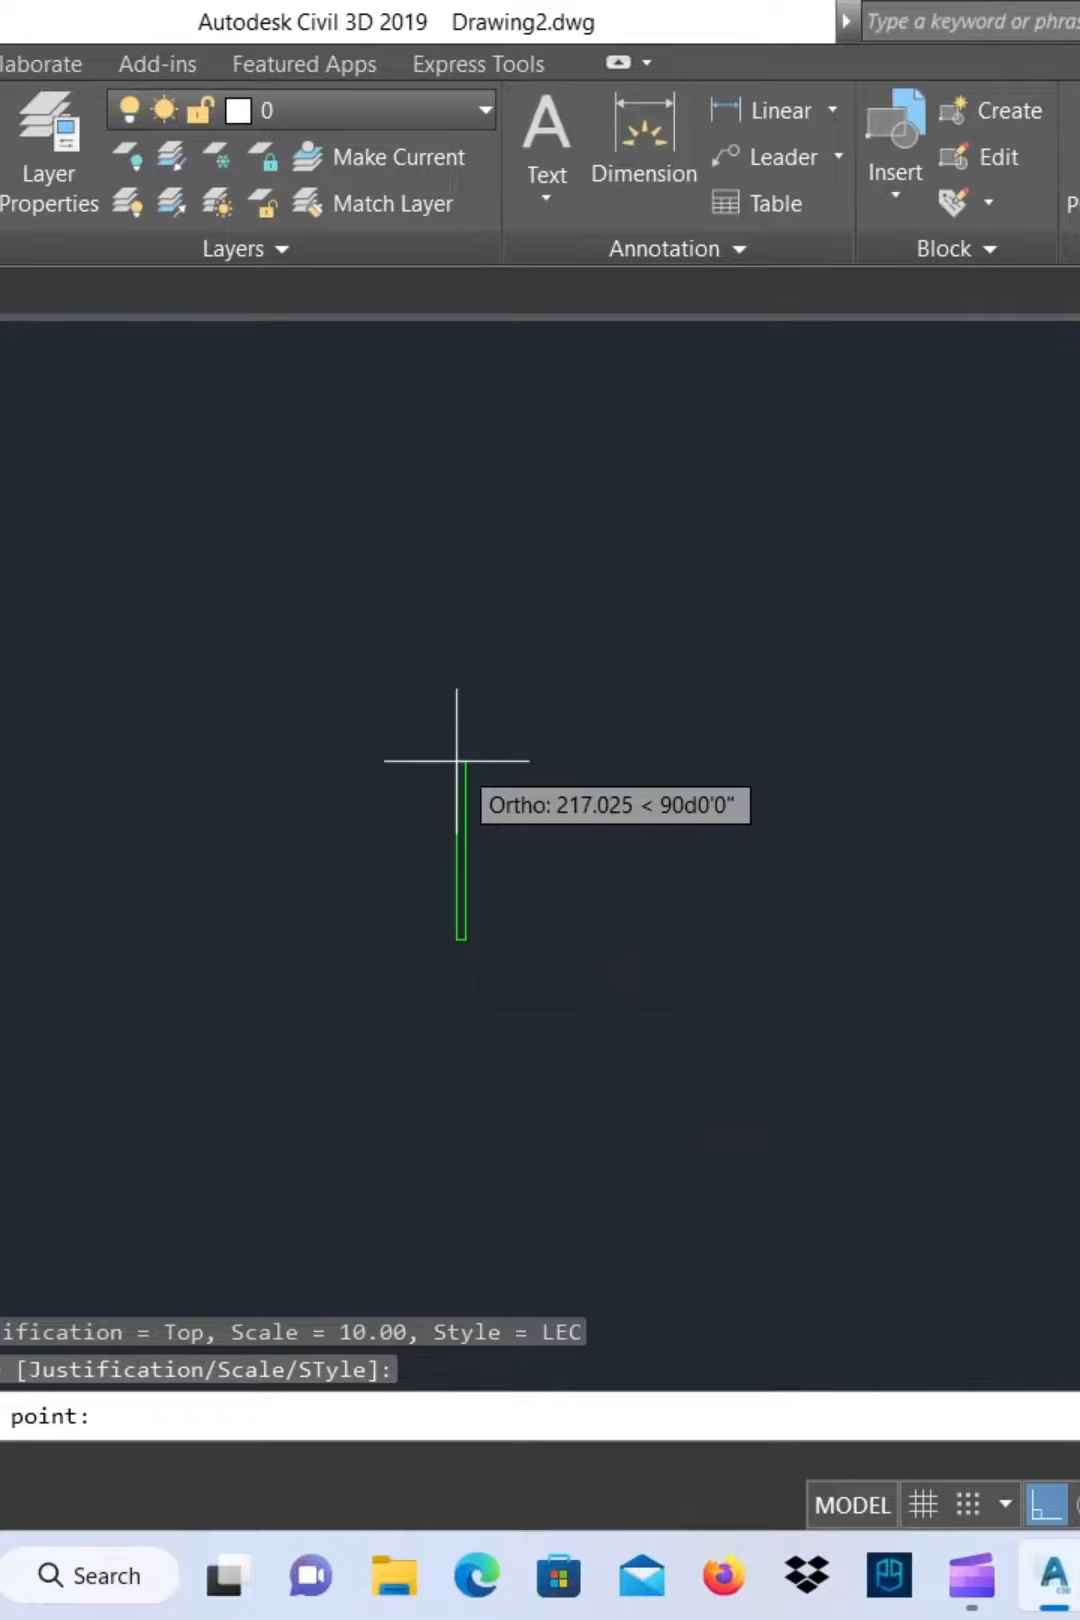 Autodesk Civil 3D 2019 Drawing2.dwg
Type a keyword or phras
laborate Add-ins Featured Apps Express Tools
0
Layer
Properties
Make Current
Match Layer
Layers
Text
Dimension
Linear
Leader
Table
Annotation
Insert
Create
Edit
P
Block
Ortho: 217.025 < 90d0'0"
ification = Top, Scale = 10.00, Style = LEC
[Justification/Scale/STyle]:
point:
MODEL
Search